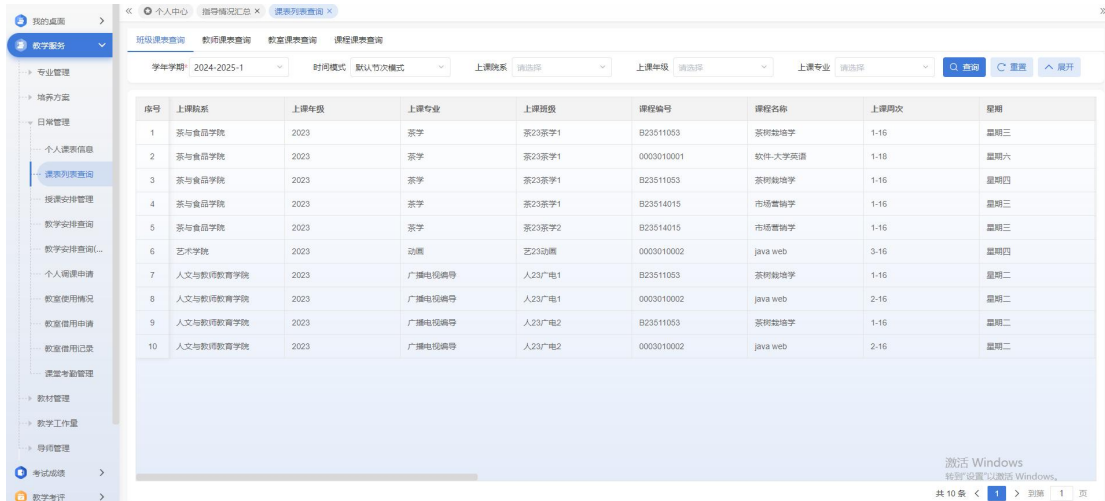 我的桌面
教学服务
专业管理
培养方案
日常管理
个人课表信息
课表列表查询
授课安排管理
教学安排查询
教学安排查询(...
个人调课申请
教室使用情况
教室借用申请
教室借用记录
课堂考勤管理
教材管理
教学工作量
导师管理
考试成绩
教学考评
个人中心 指导情况汇总 × 课表列表查询 ×
班级课表查询 教师课表查询 教室课表查询 课程课表查询
学年学期* 2024-2025-1 时间模式 默认节次模式 上课院系 请选择 上课年级 请选择 上课专业 请选择 查询 重置 展开
序号 上课院系 上课年级 上课专业 上课班级 课程编号 课程名称 上课周次 星期
1 茶与食品学院 2023 茶学 茶23茶学1 B23511053 茶树栽培学 1-16 星期三
2 茶与食品学院 2023 茶学 茶23茶学1 0003010001 软件-大学英语 1-18 星期六
3 茶与食品学院 2023 茶学 茶23茶学1 B23511053 茶树栽培学 1-16 星期四
4 茶与食品学院 2023 茶学 茶23茶学1 B23514015 市场营销学 1-16 星期三
5 茶与食品学院 2023 茶学 茶23茶学2 B23514015 市场营销学 1-16 星期三
6 艺术学院 2023 动画 艺23动画 0003010002 java web 3-16 星期四
7 人文与教师教育学院 2023 广播电视编导 人23广电1 B23511053 茶树栽培学 1-16 星期二
8 人文与教师教育学院 2023 广播电视编导 人23广电1 0003010002 java web 2-16 星期二
9 人文与教师教育学院 2023 广播电视编导 人23广电2 B23511053 茶树栽培学 1-16 星期二
10 人文与教师教育学院 2023 广播电视编导 人23广电2 0003010002 java web 2-16 星期二
激活 Windows
转到"设置"以激活 Windows。
共 10 条 1 到第 1 页